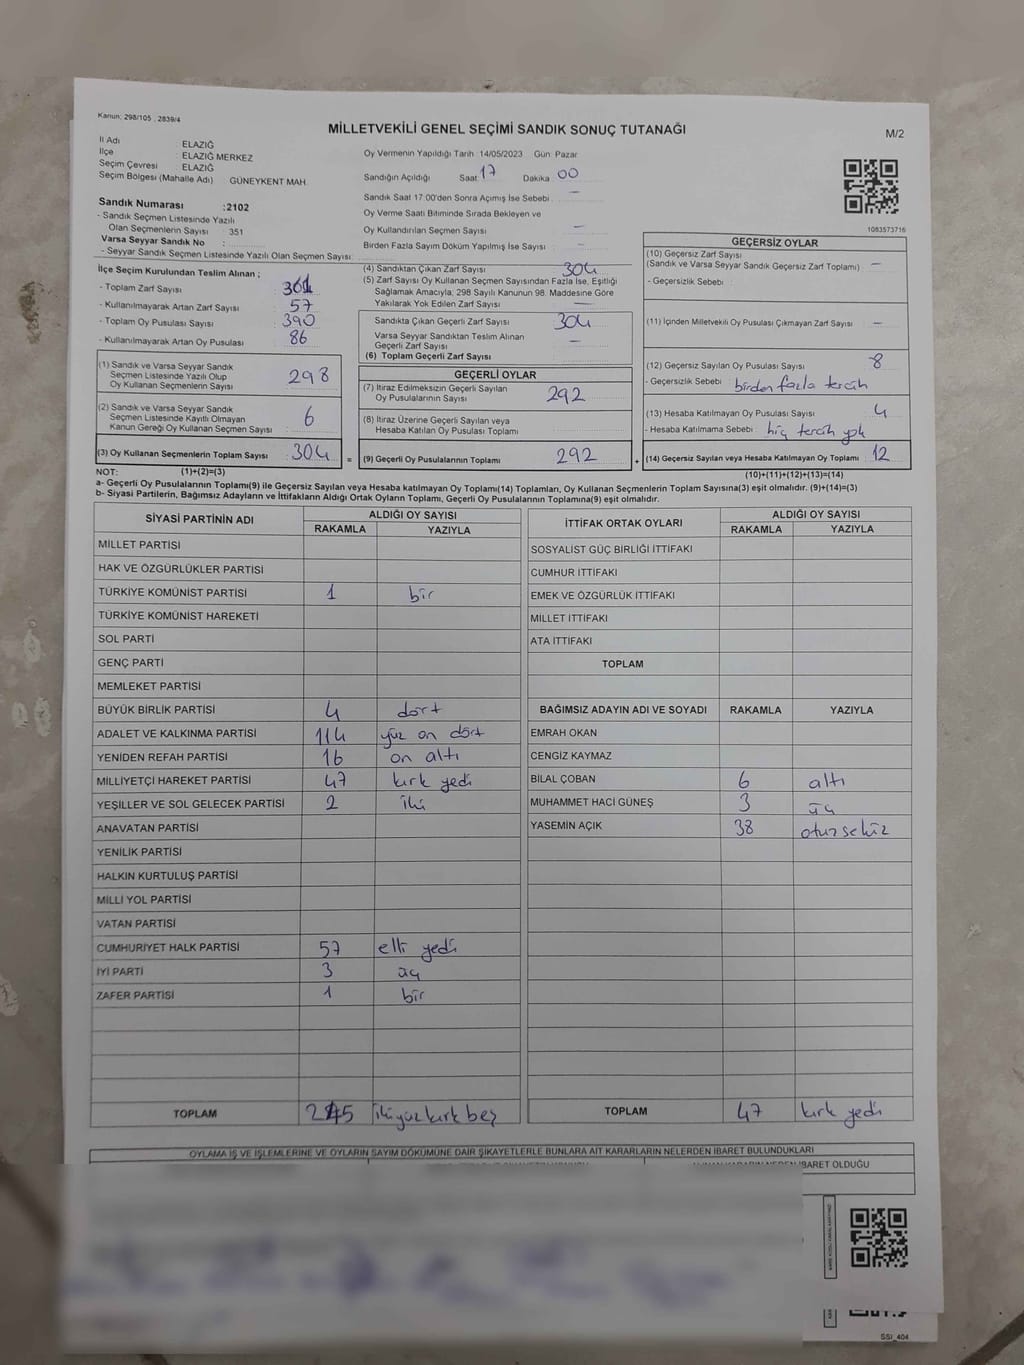 Kanun; 298/105 , 2839/4
MİLLETVEKİLİ GENEL SEÇİMİ SANDIK SONUÇ TUTANAĞI
M/2
İl Adı : ELAZIĞ
İlçe : ELAZIĞ MERKEZ
Seçim Çevresi : ELAZIĞ
Seçim Bölgesi (Mahalle Adı) GÜNEYKENT MAH.
Sandık Numarası :2102
- Sandık Seçmen Listesinde Yazılı
Olan Seçmenlerin Sayısı : 351
Varsa Seyyar Sandık No :
- Seyyar Sandık Seçmen Listesinde Yazılı Olan Seçmen Sayısı:
Oy Vermenin Yapıldığı Tarih: 14/05/2023 Gün: Pazar
Sandığın Açıldığı Saat 17 Dakika 00
Sandık Saat 17:00'den Sonra Açımış İse Sebebi : —
Oy Verme Saati Bitiminde Sırada Bekleyen ve
Oy Kullandırılan Seçmen Sayısı : —
Birden Fazla Sayım Döküm Yapılmış İse Sayısı : —
1083573716
İlçe Seçim Kurulundan Teslim Alınan ;
- Toplam Zarf Sayısı : 361
- Kullanılmayarak Artan Zarf Sayısı : 57
- Toplam Oy Pusulası Sayısı : 390
- Kullanılmayarak Artan Oy Pusulası : 86
(1) Sandık ve Varsa Seyyar Sandık
Seçmen Listesinde Yazılı Olup
Oy Kullanan Seçmenlerin Sayısı : 298
(2) Sandık ve Varsa Seyyar Sandık
Seçmen Listesinde Kayıtlı Olmayan
Kanun Gereği Oy Kullanan Seçmen Sayısı : 6
(3) Oy Kullanan Seçmenlerin Toplam Sayısı : 304
(4) Sandıktan Çıkan Zarf Sayısı 304
(5) Zarf Sayısı Oy Kullanan Seçmen Sayısından Fazla İse, Eşitliği
Sağlamak Amacıyla; 298 Sayılı Kanunun 98. Maddesine Göre
Yakılarak Yok Edilen Zarf Sayısı : —
Sandıkta Çıkan Geçerli Zarf Sayısı 304
Varsa Seyyar Sandıktan Teslim Alınan
Geçerli Zarf Sayısı : —
(6) Toplam Geçerli Zarf Sayısı
GEÇERLİ OYLAR
(7) İtiraz Edilmeksizin Geçerli Sayılan
Oy Pusulalarının Sayısı : 292
(8) İtiraz Üzerine Geçerli Sayılan veya
Hesaba Katılan Oy Pusulası Toplamı :
= (9) Geçerli Oy Pusulalarının Toplamı : 292 +
GEÇERSİZ OYLAR
(10) Geçersiz Zarf Sayısı
(Sandık ve Varsa Seyyar Sandık Geçersiz Zarf Toplamı) : —
- Geçersizlik Sebebi :
(11) İçinden Milletvekili Oy Pusulası Çıkmayan Zarf Sayısı : —
(12) Geçersiz Sayılan Oy Pusulası Sayısı : 8
- Geçersizlik Sebebi : birden fazla tercih
(13) Hesaba Katılmayan Oy Pusulası Sayısı : 4
- Hesaba Katılmama Sebebi : hiç tercih yok
(14) Geçersiz Sayılan veya Hesaba Katılmayan Oy Toplamı : 12
NOT: (1)+(2)=(3)
(10)+(11)+(12)+(13)=(14)
a- Geçerli Oy Pusulalarının Toplamı(9) ile Geçersiz Sayılan veya Hesaba Katılmayan Oy Toplamı(14) Toplamları, Oy Kullanan Seçmenlerin Toplam Sayısına(3) eşit olmalıdır. (9)+(14)=(3)
b- Siyasi Partilerin, Bağımsız Adayların ve İttifakların Aldığı Ortak Oyların Toplamı, Geçerli Oy Pusulalarının Toplamına(9) eşit olmalıdır.
SİYASİ PARTİNİN ADI ALDIĞI OY SAYISI
RAKAMLA YAZIYLA
MİLLET PARTİSİ
HAK VE ÖZGÜRLÜKLER PARTİSİ
TÜRKİYE KOMÜNİST PARTİSİ 1 bir
TÜRKİYE KOMÜNİST HAREKETİ
SOL PARTİ
GENÇ PARTİ
MEMLEKET PARTİSİ
BÜYÜK BİRLİK PARTİSİ 4 dört
ADALET VE KALKINMA PARTİSİ 114 yüz on dört
YENİDEN REFAH PARTİSİ 16 on altı
MİLLİYETÇİ HAREKET PARTİSİ 47 kırk yedi
YEŞİLLER VE SOL GELECEK PARTİSİ 2 iki
ANAVATAN PARTİSİ
YENİLİK PARTİSİ
HALKIN KURTULUŞ PARTİSİ
MİLLİ YOL PARTİSİ
VATAN PARTİSİ
CUMHURİYET HALK PARTİSİ 57 elli yedi
İYİ PARTİ 3 üç
ZAFER PARTİSİ 1 bir
TOPLAM 245 ikiyüzkırkbeş
İTTİFAK ORTAK OYLARI ALDIĞI OY SAYISI
RAKAMLA YAZIYLA
SOSYALİST GÜÇ BİRLİĞİ İTTİFAKI
CUMHUR İTTİFAKI
EMEK VE ÖZGÜRLÜK İTTİFAKI
MİLLET İTTİFAKI
ATA İTTİFAKI
TOPLAM
BAĞIMSIZ ADAYIN ADI VE SOYADI RAKAMLA YAZIYLA
EMRAH OKAN
CENGİZ KAYMAZ
BİLAL ÇOBAN 6 altı
MUHAMMET HACİ GÜNEŞ 3 üç
YASEMİN AÇIK 38 otuzsekiz
TOPLAM 47 kırk yedi
OYLAMA İŞ VE İŞLEMLERİNE VE OYLARIN SAYIM DÖKÜMÜNE DAİR ŞİKAYETLERLE BUNLARA AİT KARARLARIN NELERDEN İBARET BULUNDUKLARI
İBARET OLDUĞU
SSİ_404